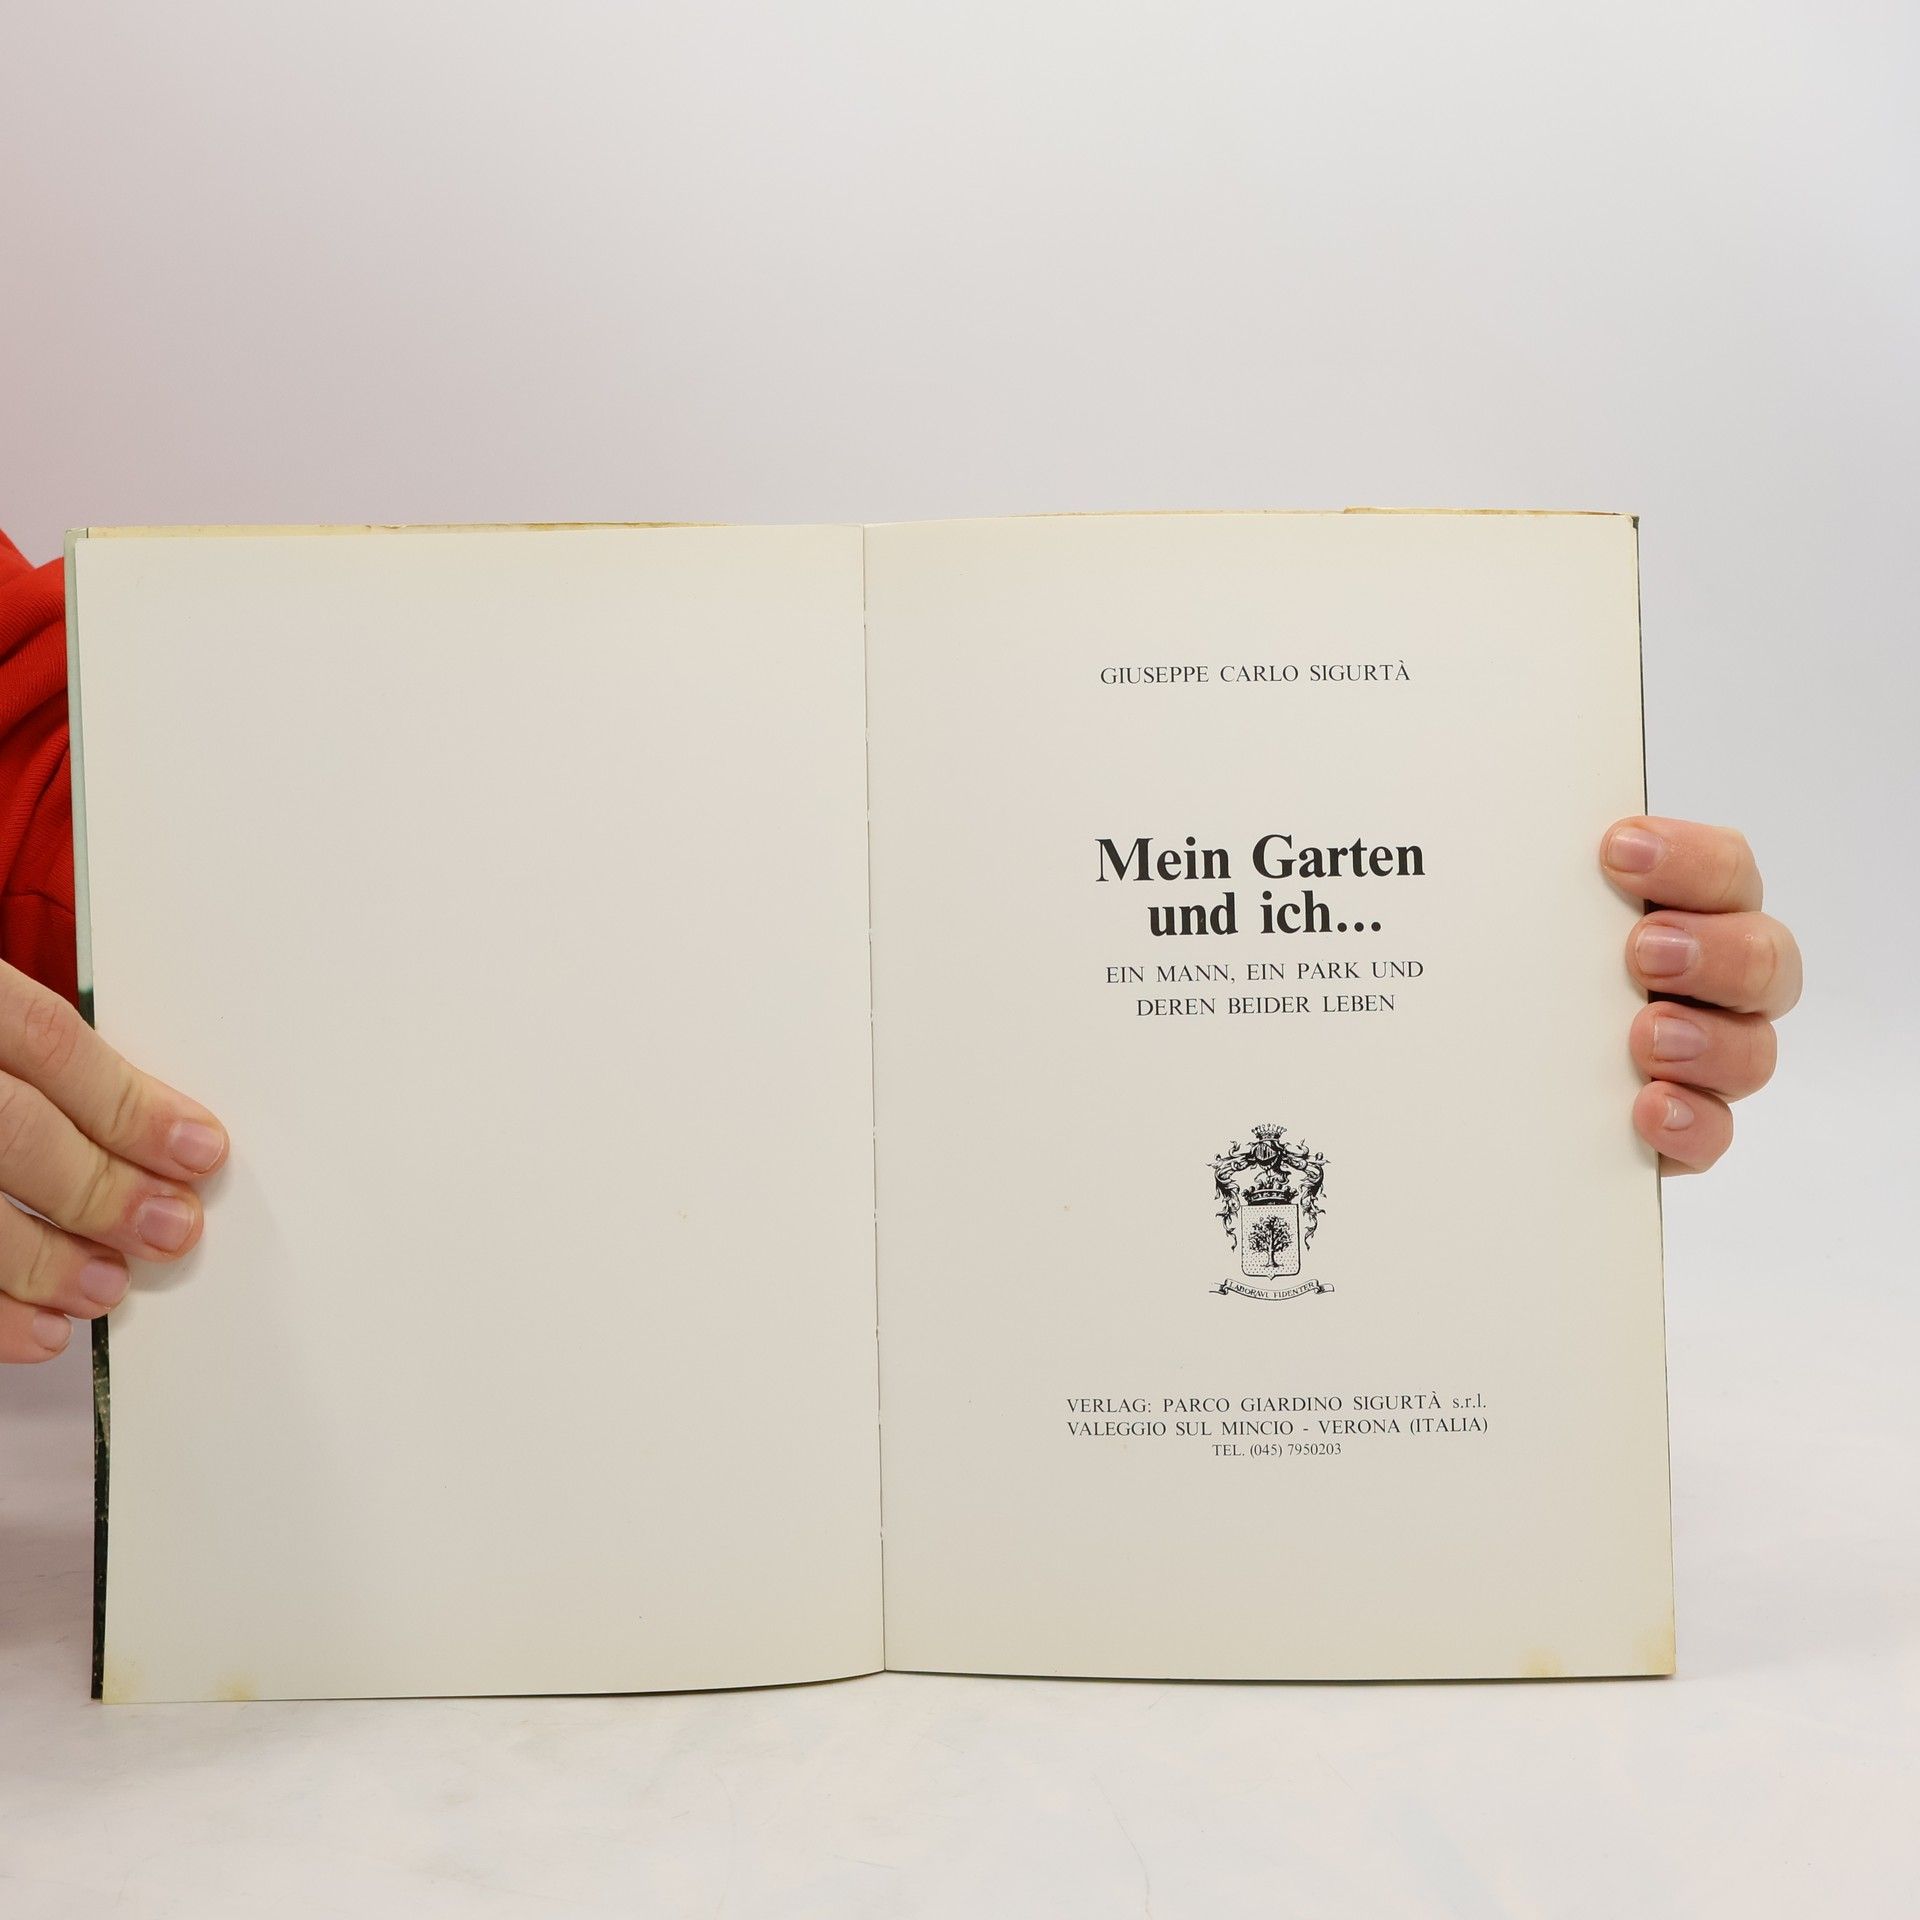 GIUSEPPE CARLO SIGURTÀ
Mein Garten
und ich...
EIN MANN, EIN PARK UND
DEREN BEIDER LEBEN
LABORAVI FIDENTER
VERLAG: PARCO GIARDINO SIGURTÀ s.r.l.
VALEGGIO SUL MINCIO - VERONA (ITALIA)
TEL. (045) 7950203